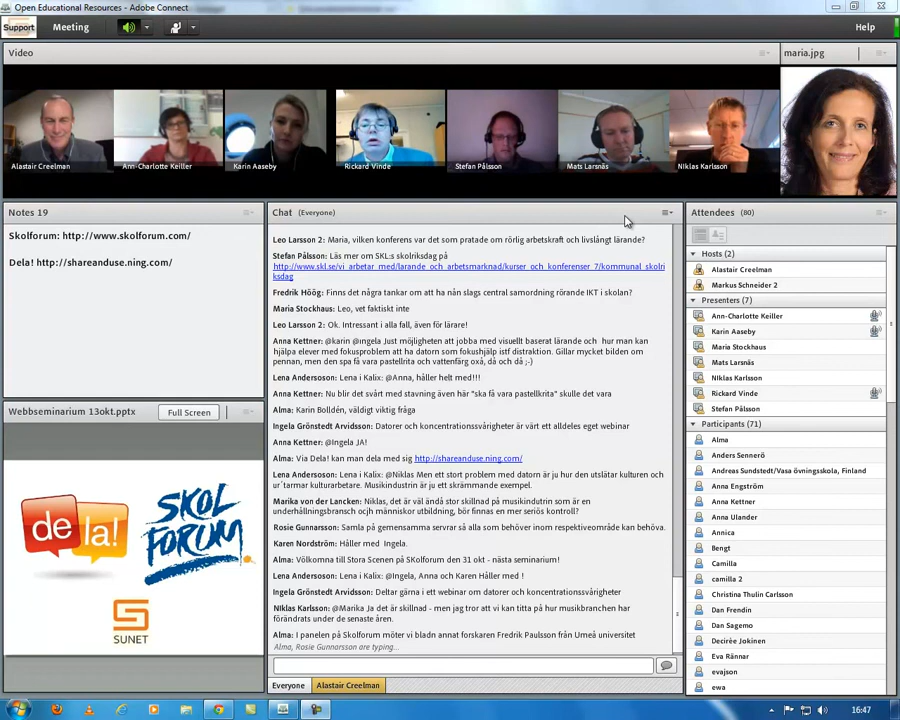 Open Educational Resources - Adobe Connect
Support Meeting Help
Video
maria.jpg
Alastair Creelman
Ann-Charlotte Keiller
Karin Aaseby
Rickard Vinde
Stefan Pålsson
Mats Larsnäs
NIklas Karlsson
Notes 19
Skolforum: http://www.skolforum.com/
Dela! http://shareanduse.ning.com/
Webbseminarium 13okt.pptx Full Screen
de la!
SKOL FORUM
SUNET
Chat (Everyone)
Leo Larsson 2: Maria, vilken konferens var det som pratade om rörlig arbetskraft och livslångt lärande?
Stefan Pålsson: Läs mer om SKL:s skolriksdag på
http://www.skl.se/vi_arbetar_med/larande_och_arbetsmarknad/kurser_och_konferenser_7/kommunal_skolri
ksdag
Fredrik Höög: Finns det några tankar om att ha nån slags central samordning rörande IKT i skolan?
Maria Stockhaus: Leo, vet faktiskt inte
Leo Larsson 2: Ok. Intressant i alla fall, även för lärare!
Anna Kettner: @karin @ingela Just möjligheten att jobba med visuellt baserat lärande och hur man kan
hjälpa elever med fokusproblem att ha datorn som fokushjälp istf distraktion. Gillar mycket bilden om
pennan, men den spa få vara pastellrita och vattenfärg oxå, då och då ;-)
Lena Andersoson: Lena i Kalix: @Anna, håller helt med!!!
Anna Kettner: Nu blir det svårt med stavning även här "ska få vara pastellkrita" skulle det vara
Alma: Karin Bolldén, väldigt viktig fråga
Ingela Grönstedt Arvidsson: Datorer och koncentrationssvårigheter är värt ett alldeles eget webinar
Anna Kettner: @Ingela JA!
Alma: Via Dela! kan man dela med sig http://shareanduse.ning.com/
Lena Andersoson: Lena i Kalix: @Niklas Men ett stort problem med datorn är ju hur den utslätar kulturen och
ur´tarmar kulturarbetare. Musikindustrin är ju ett skrämmande exempel.
Marika von der Lancken: Niklas, det är väl ändå stor skillnad på musikindutrin som är en
underhållningsbransch ocjh människor utbildning, bör finnas en mer seriös kontroll?
Rosie Gunnarsson: Samla på gemensamma servrar så alla som behöver inom respektiveområde kan behöva.
Karen Nordström: Håller med Ingela.
Alma: Völkomna till Stora Scenen på SKolforum den 31 okt - nästa seminarium!
Lena Andersoson: Lena i Kalix: @Ingela, Anna och Karen Håller med !
Ingela Grönstedt Arvidsson: Deltar gärna i ett webinar om datorer och koncentrationssvårigheter
NIklas Karlsson: @Marika Ja det är skillnad - men jag tror att vi kan titta på hur musikbranchen har
förändrats under de senaste åren.
Alma: I panelen på Skolforum möter vi bladn annat forskaren Fredrik Paulsson från Umeå universitet
Alma, Rosie Gunnarsson are typing...
Everyone Alastair Creelman
Attendees (80)
Hosts (2)
Alastair Creelman
Markus Schneider 2
Presenters (7)
Ann-Charlotte Keiller
Karin Aaseby
Maria Stockhaus
Mats Larsnäs
NIklas Karlsson
Rickard Vinde
Stefan Pålsson
Participants (71)
Alma
Anders Sennerö
Andreas Sundstedt/Vasa övningsskola, Finland
Anna Engström
Anna Kettner
Anna Ulander
Annica
Bengt
Camilla
camilla 2
Christina Thulin Carlsson
Dan Frendin
Dan Sagemo
Decirèe Jokinen
Eva Rännar
evajson
ewa
16:47